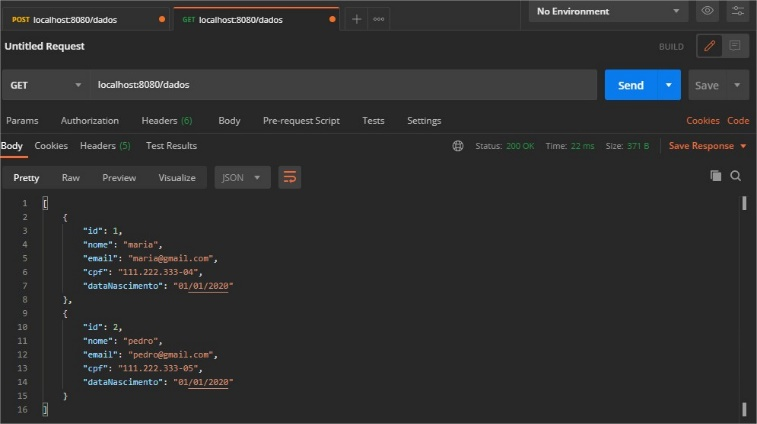 POST localhost:8080/dados GET localhost:8080/dados No Environment
Untitled Request BUILD
GET localhost:8080/dados Send Save
Params Authorization Headers (6) Body Pre-request Script Tests Settings Cookies Code
Body Cookies Headers (5) Test Results Status: 200 OK Time: 22 ms Size: 371 B Save Response
Pretty Raw Preview Visualize JSON
1 [
2 {
3 "id": 1,
4 "nome": "maria",
5 "email": "maria@gmail.com",
6 "cpf": "111.222.333-04",
7 "dataNascimento": "01/01/2020"
8 },
9 {
10 "id": 2,
11 "nome": "pedro",
12 "email": "pedro@gmail.com",
13 "cpf": "111.222.333-05",
14 "dataNascimento": "01/01/2020"
15 }
16 ]